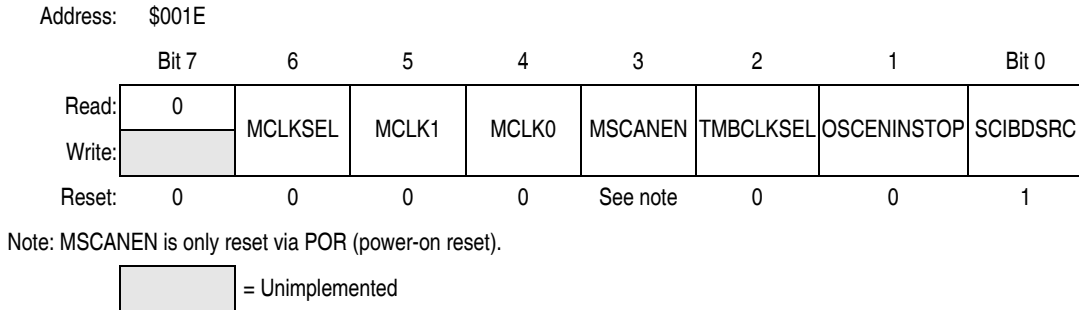 Address: $001E
Bit 7 6 5 4 3 2 1 Bit 0
Read: 0
MCLKSEL MCLK1 MCLK0 MSCANEN TMBCLKSEL OSCENINSTOP SCIBDSRC
Write:
Reset: 0 0 0 0 See note 0 0 1
Note: MSCANEN is only reset via POR (power-on reset).
= Unimplemented